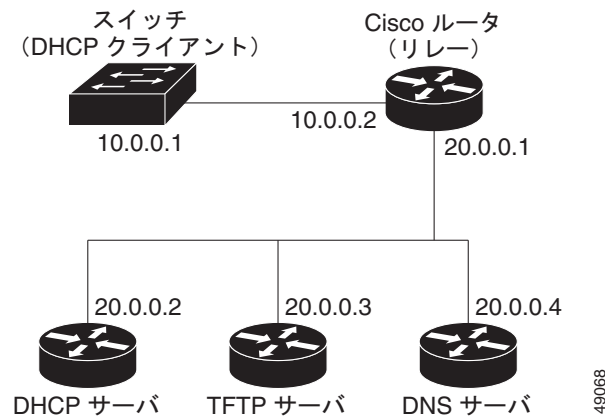 スイッチ
（DHCP クライアント）
Cisco ルータ
（リレー）
10.0.0.1
10.0.0.2
20.0.0.1
20.0.0.2
20.0.0.3
20.0.0.4
DHCP サーバ
TFTP サーバ
DNS サーバ
49068